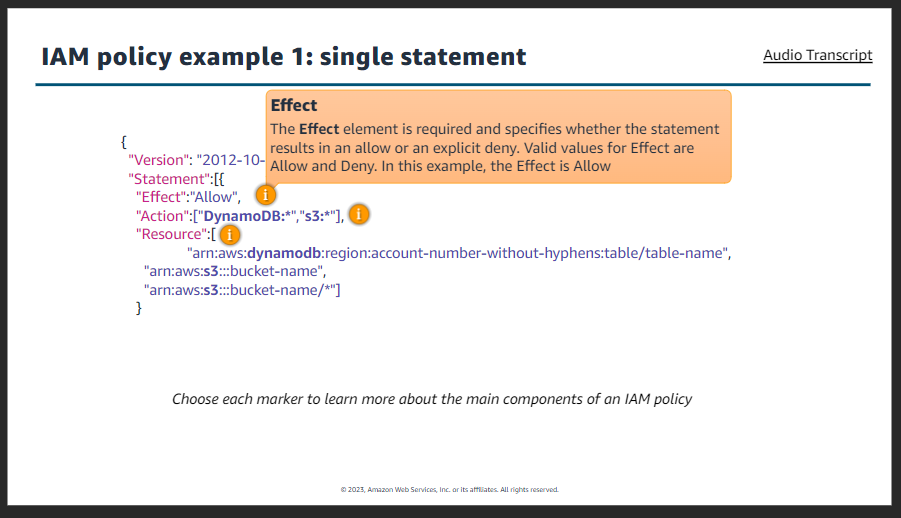 IAM policy example 1: single statement
Audio Transcript
Effect
The Effect element is required and specifies whether the statement
results in an allow or an explicit deny. Valid values for Effect are
Allow and Deny. In this example, the Effect is Allow
{
"Version": "2012-10-
"Statement":[{
"Effect":"Allow",
"Action":["DynamoDB:*","s3:*"],
"Resource":[
"arn:aws:dynamodb:region:account-number-without-hyphens:table/table-name",
"arn:aws:s3:::bucket-name",
"arn:aws:s3:::bucket-name/*"]
}
Choose each marker to learn more about the main components of an IAM policy
© 2023, Amazon Web Services, Inc. or its affiliates. All rights reserved.